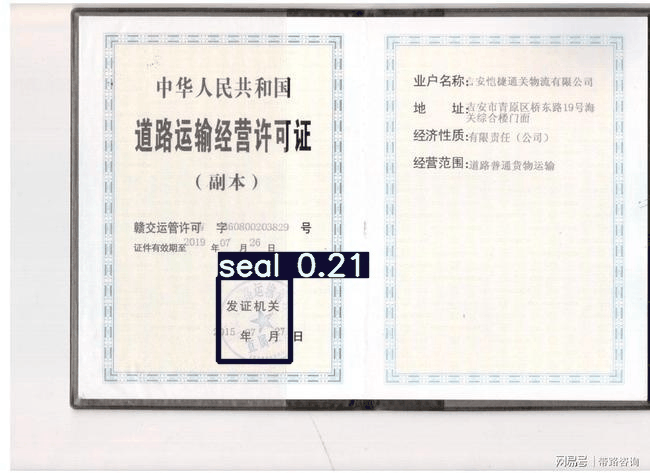 中华人民共和国
道路运输经营许可证
（副本）
赣交运管许可 字 360800203829 号
证件有效期至 2019 年 07 月 26 日
seal 0.21
发证机关
2015 年 07 月 27 日
业户名称:吉安恺捷通关物流有限公司
地 址:吉安市青原区桥东路19号海
关综合楼门面
经济性质:有限责任（公司）
经营范围:道路普通货物运输
网易号 | 带路咨询